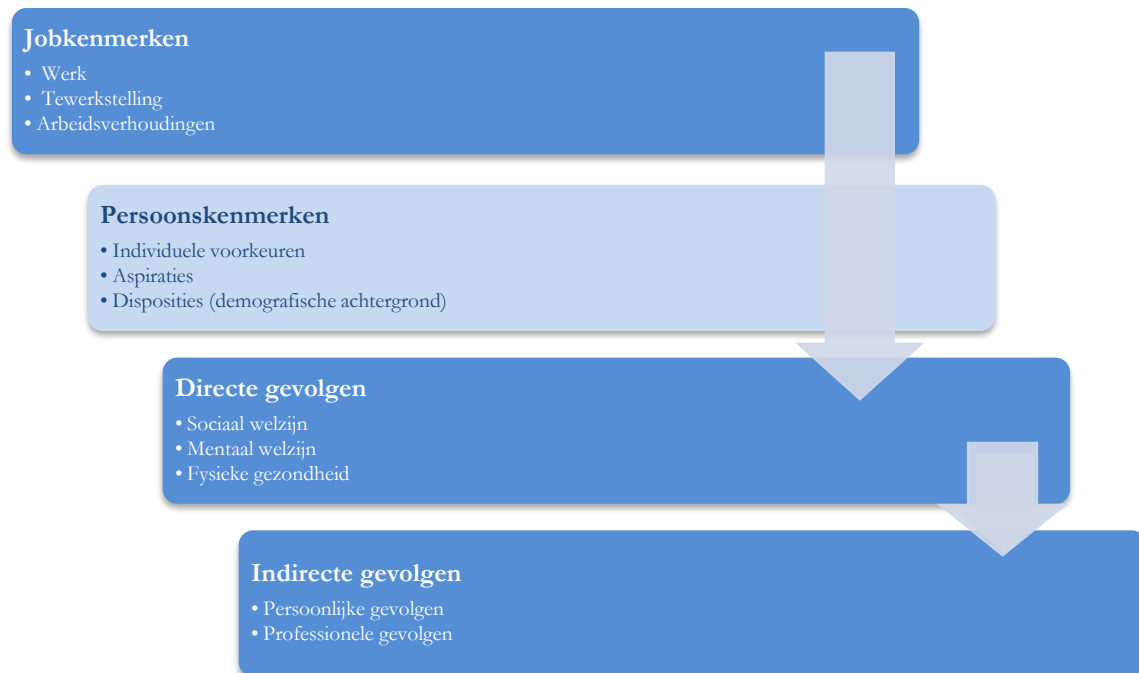 Jobkenmerken
• Werk
• Tewerkstelling
• Arbeidsverhoudingen
Persoonskenmerken
• Individuele voorkeuren
• Aspiraties
• Disposities (demografische achtergrond)
Directe gevolgen
• Sociaal welzijn
• Mentaal welzijn
• Fysieke gezondheid
Indirecte gevolgen
• Persoonlijke gevolgen
• Professionele gevolgen